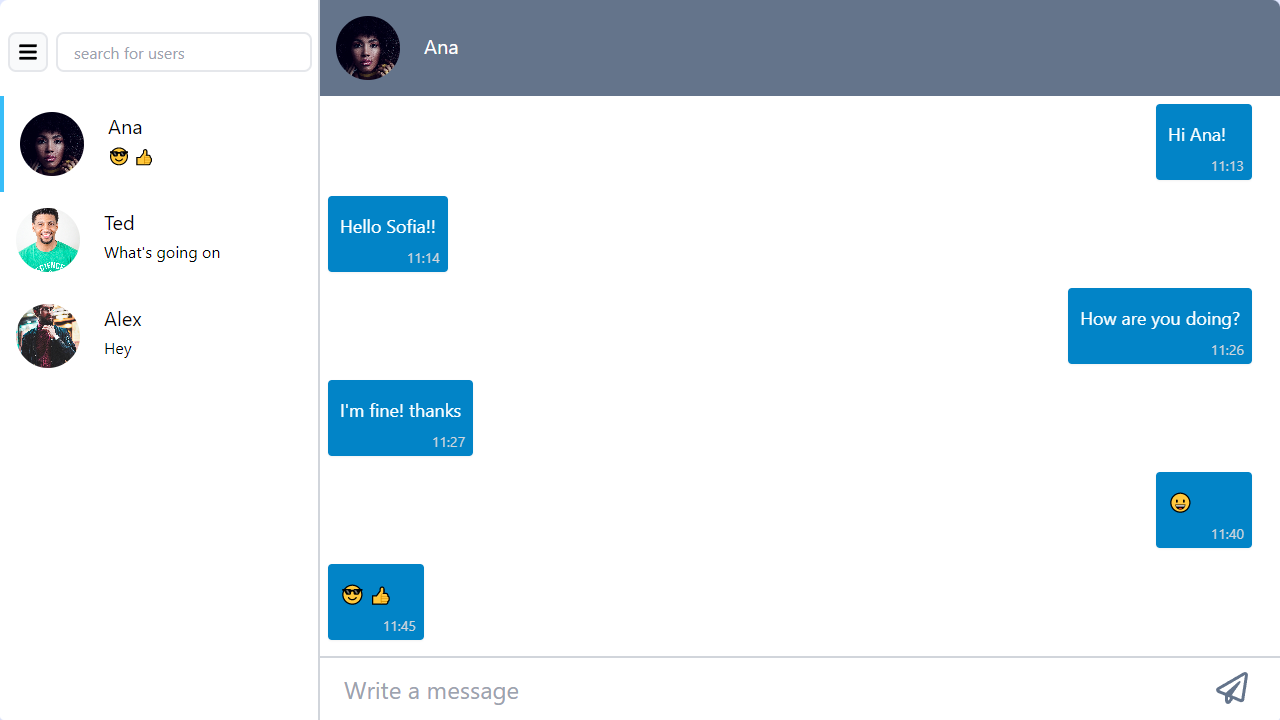 search for users
Ana
😎 👍
Ted
What's going on
Alex
Hey
Ana
Hi Ana!
11:13
Hello Sofia!!
11:14
How are you doing?
11:26
I'm fine! thanks
11:27
😀
11:40
😎 👍
11:45
Write a message